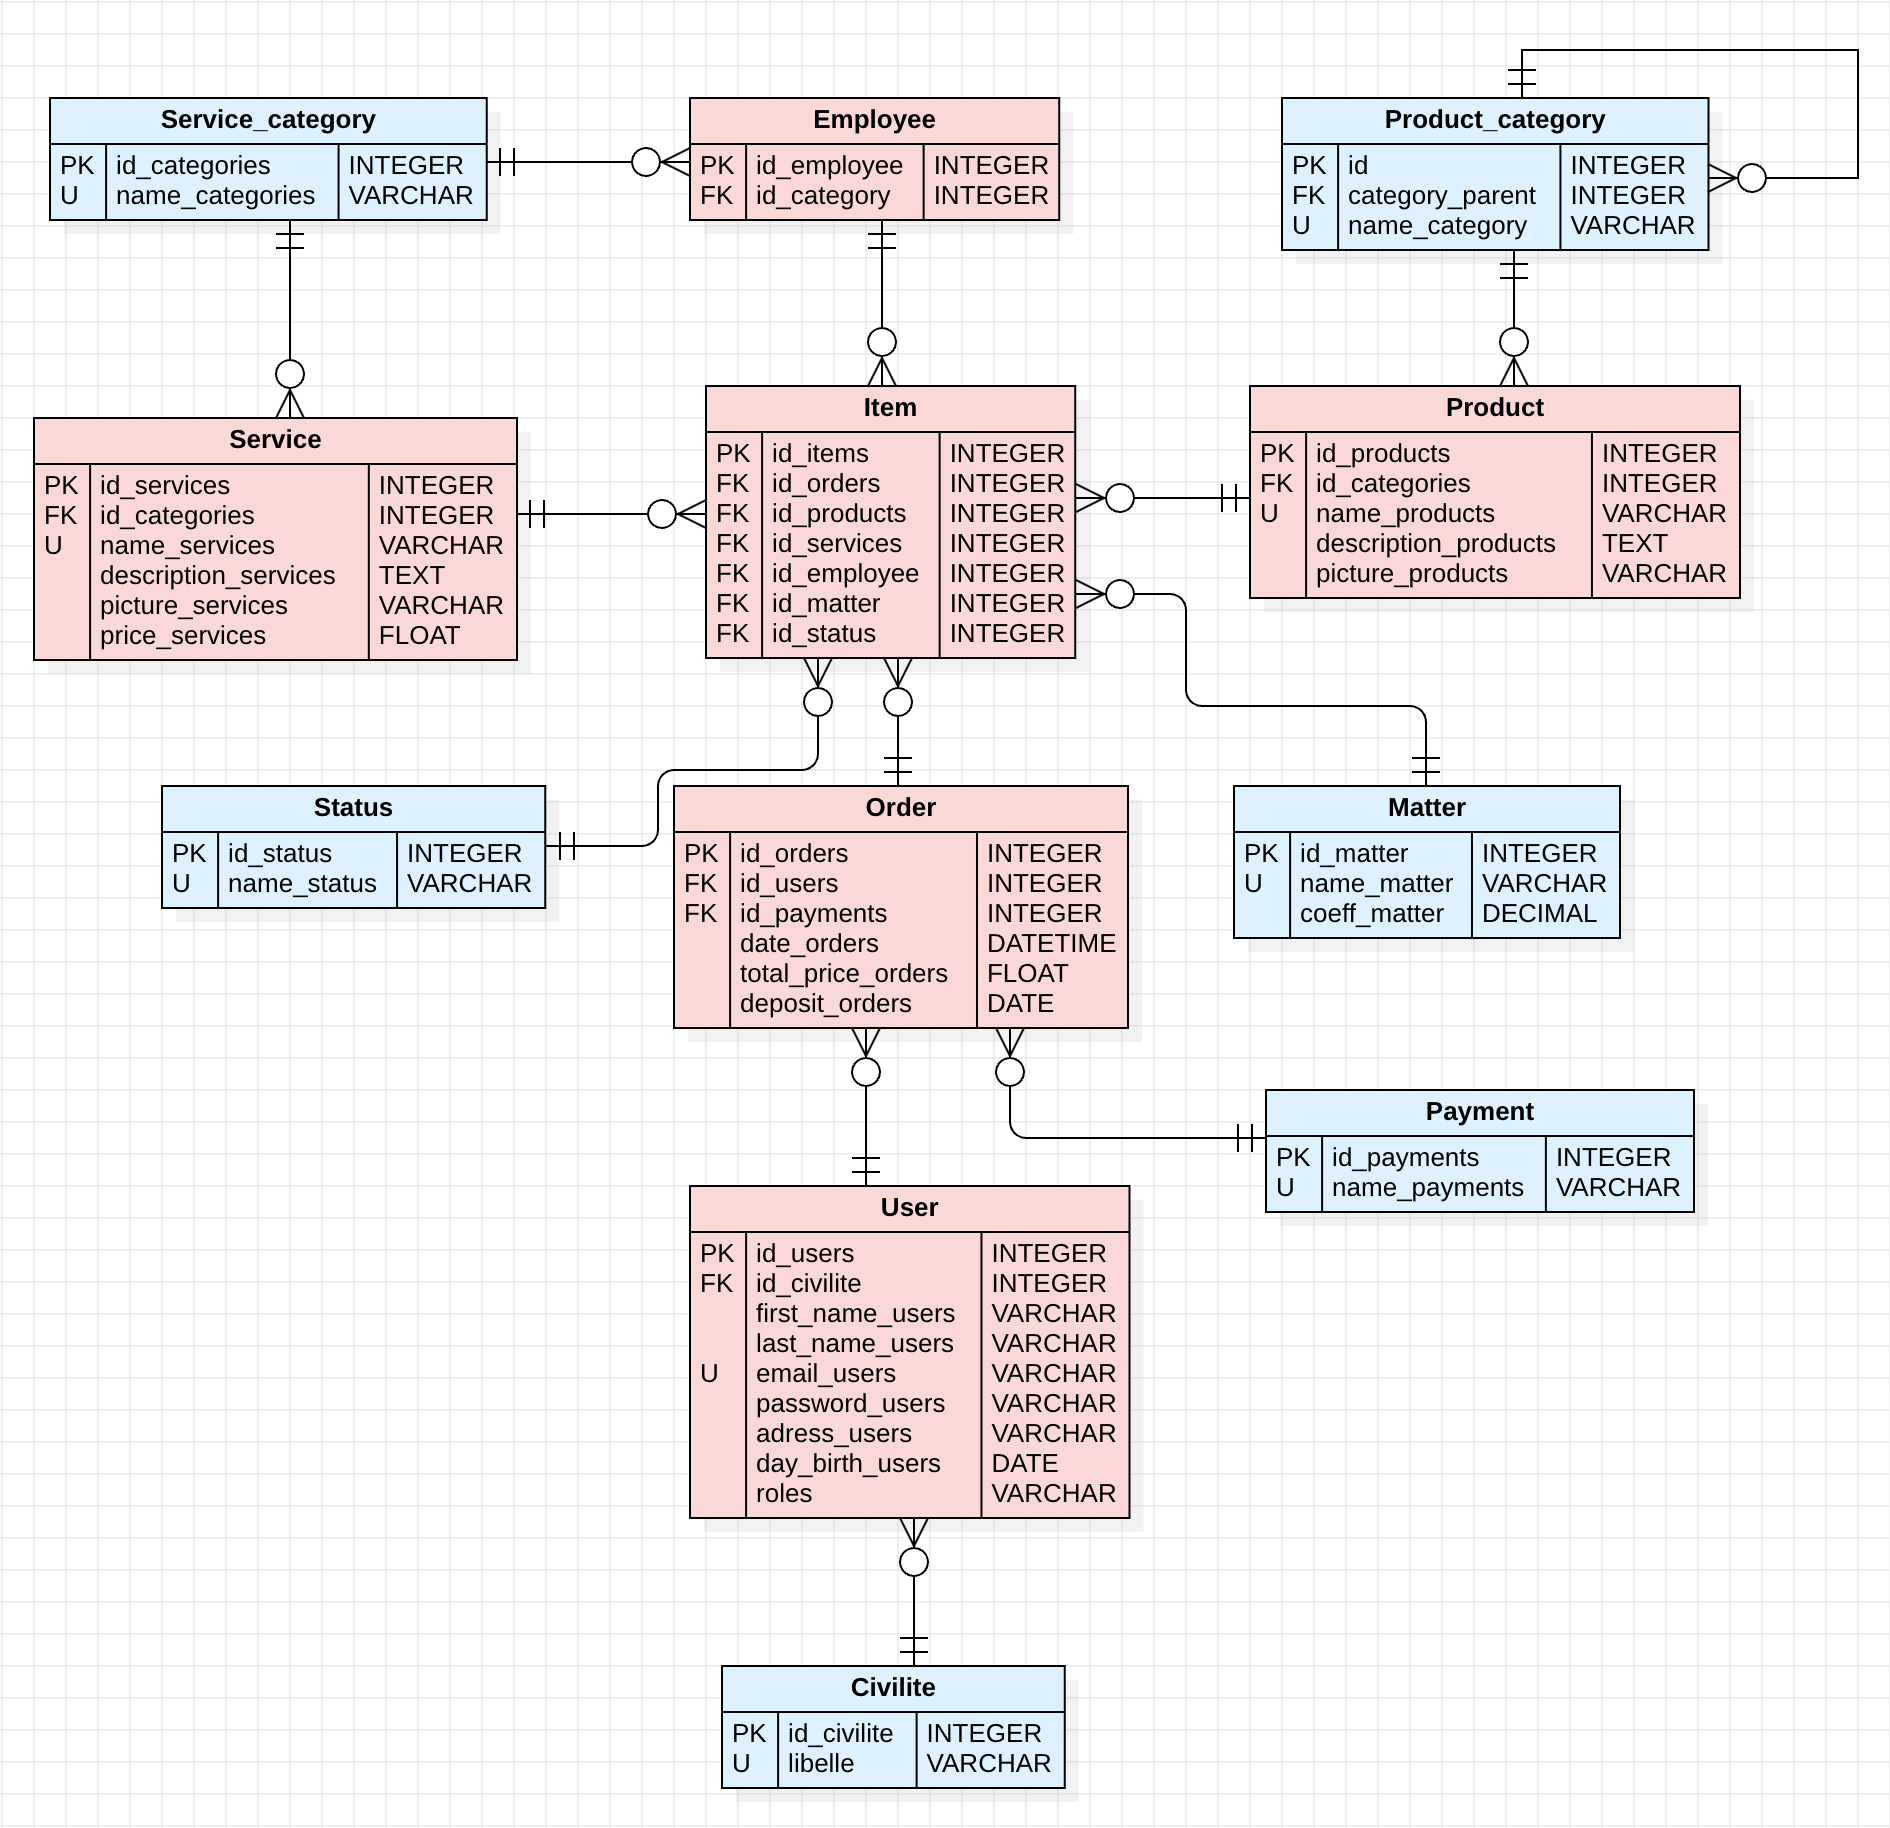 Service_category
PK id_categories INTEGER
U name_categories VARCHAR
Employee
PK id_employee INTEGER
FK id_category INTEGER
Product_category
PK id INTEGER
FK category_parent INTEGER
U name_category VARCHAR
Service
PK id_services INTEGER
FK id_categories INTEGER
U name_services VARCHAR
description_services TEXT
picture_services VARCHAR
price_services FLOAT
Item
PK id_items INTEGER
FK id_orders INTEGER
FK id_products INTEGER
FK id_services INTEGER
FK id_employee INTEGER
FK id_matter INTEGER
FK id_status INTEGER
Product
PK id_products INTEGER
FK id_categories INTEGER
U name_products VARCHAR
description_products TEXT
picture_products VARCHAR
Status
PK id_status INTEGER
U name_status VARCHAR
Order
PK id_orders INTEGER
FK id_users INTEGER
FK id_payments INTEGER
date_orders DATETIME
total_price_orders FLOAT
deposit_orders DATE
Matter
PK id_matter INTEGER
U name_matter VARCHAR
coeff_matter DECIMAL
Payment
PK id_payments INTEGER
U name_payments VARCHAR
User
PK id_users INTEGER
FK id_civilite INTEGER
first_name_users VARCHAR
last_name_users VARCHAR
U email_users VARCHAR
password_users VARCHAR
adress_users VARCHAR
day_birth_users DATE
roles VARCHAR
Civilite
PK id_civilite INTEGER
U libelle VARCHAR